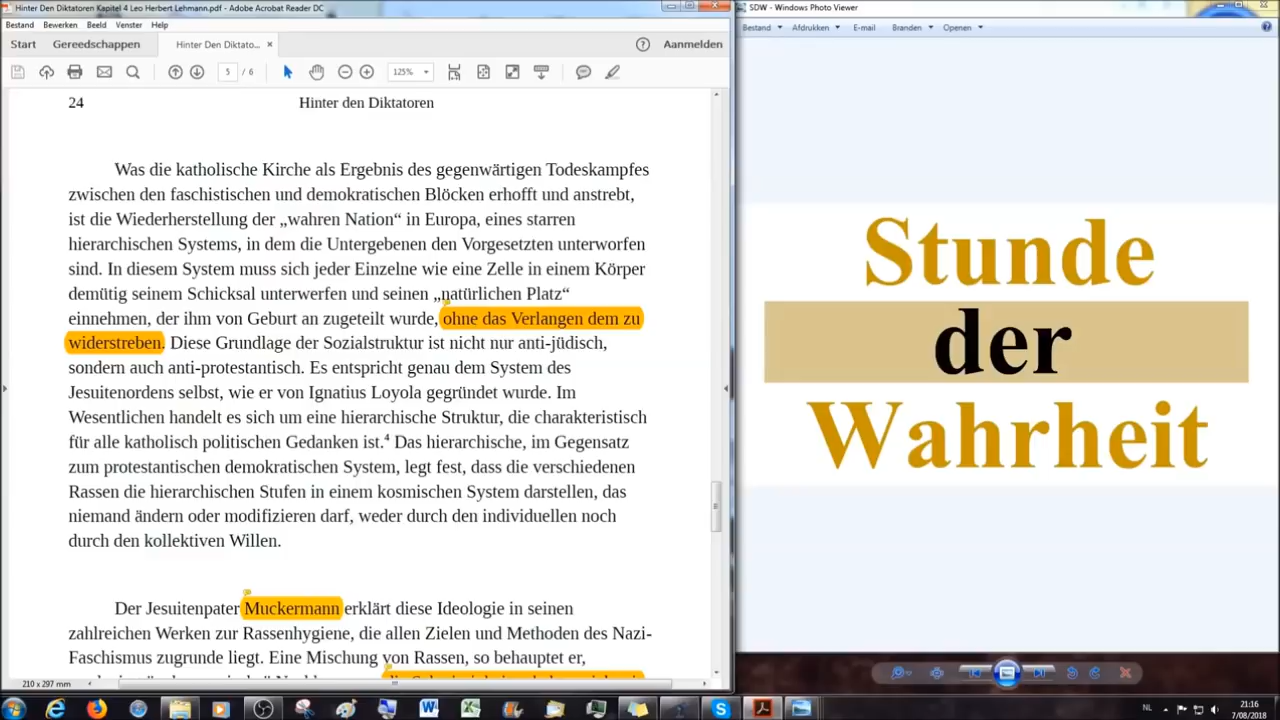 Hinter Den Diktatoren Kapitel 4 Leo Herbert Lehmann.pdf - Adobe Acrobat Reader DC
Bestand Bewerken Beeld Venster Help
Start Gereedschappen Hinter Den Diktato... × Aanmelden
5 / 6 125%
24 Hinter den Diktatoren
Was die katholische Kirche als Ergebnis des gegenwärtigen Todeskampfes
zwischen den faschistischen und demokratischen Blöcken erhofft und anstrebt,
ist die Wiederherstellung der „wahren Nation“ in Europa, eines starren
hierarchischen Systems, in dem die Untergebenen den Vorgesetzten unterworfen
sind. In diesem System muss sich jeder Einzelne wie eine Zelle in einem Körper
demütig seinem Schicksal unterwerfen und seinen „natürlichen Platz“
einnehmen, der ihm von Geburt an zugeteilt wurde, ohne das Verlangen dem zu
widerstreben. Diese Grundlage der Sozialstruktur ist nicht nur anti-jüdisch,
sondern auch anti-protestantisch. Es entspricht genau dem System des
Jesuitenordens selbst, wie er von Ignatius Loyola gegründet wurde. Im
Wesentlichen handelt es sich um eine hierarchische Struktur, die charakteristisch
für alle katholisch politischen Gedanken ist.⁴ Das hierarchische, im Gegensatz
zum protestantischen demokratischen System, legt fest, dass die verschiedenen
Rassen die hierarchischen Stufen in einem kosmischen System darstellen, das
niemand ändern oder modifizieren darf, weder durch den individuellen noch
durch den kollektiven Willen.
Der Jesuitenpater Muckermann erklärt diese Ideologie in seinen
zahlreichen Werken zur Rassenhygiene, die allen Zielen und Methoden des Nazi-
Faschismus zugrunde liegt. Eine Mischung von Rassen, so behauptet er,
210 x 297 mm
SDW - Windows Photo Viewer
Bestand Afdrukken E-mail Branden Openen
Stunde
der
Wahrheit
NL 21:16
7/08/2018